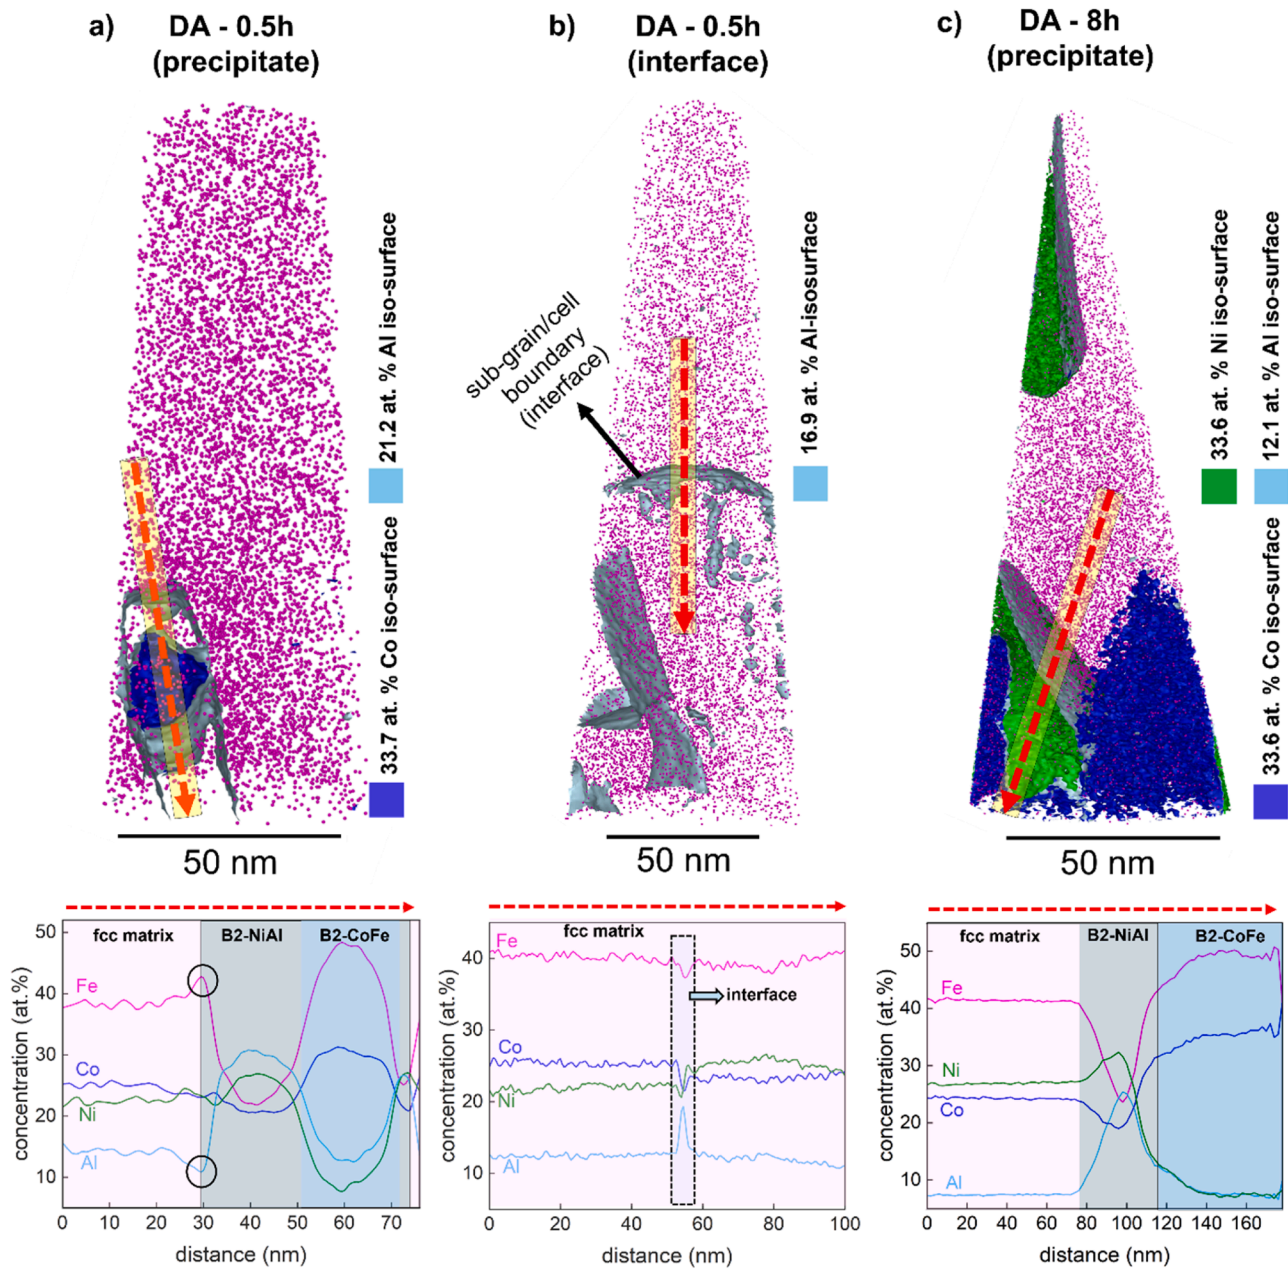 a)
DA - 0.5h
(precipitate)
33.7 at. % Co iso-surface
21.2 at. % Al iso-surface
50 nm
b)
DA - 0.5h
(interface)
sub-grain/cell
boundary
(interface)
16.9 at. % Al-isosurface
50 nm
c)
DA - 8h
(precipitate)
33.6 at. % Ni iso-surface
33.6 at. % Co iso-surface
12.1 at. % Al iso-surface
50 nm
concentration (at.%)
50
40
30
20
10
fcc matrix
B2-NiAl
B2-CoFe
Fe
Co
Ni
Al
0
10
20
30
40
50
60
70
distance (nm)
concentration (at.%)
40
30
20
10
fcc matrix
Fe
interface
Co
Ni
Al
0
20
40
60
80
100
distance (nm)
concentration (at.%)
50
40
30
20
10
fcc matrix
B2-NiAl
B2-CoFe
Fe
Ni
Co
Al
0
20
40
60
80
100
120
140
160
distance (nm)